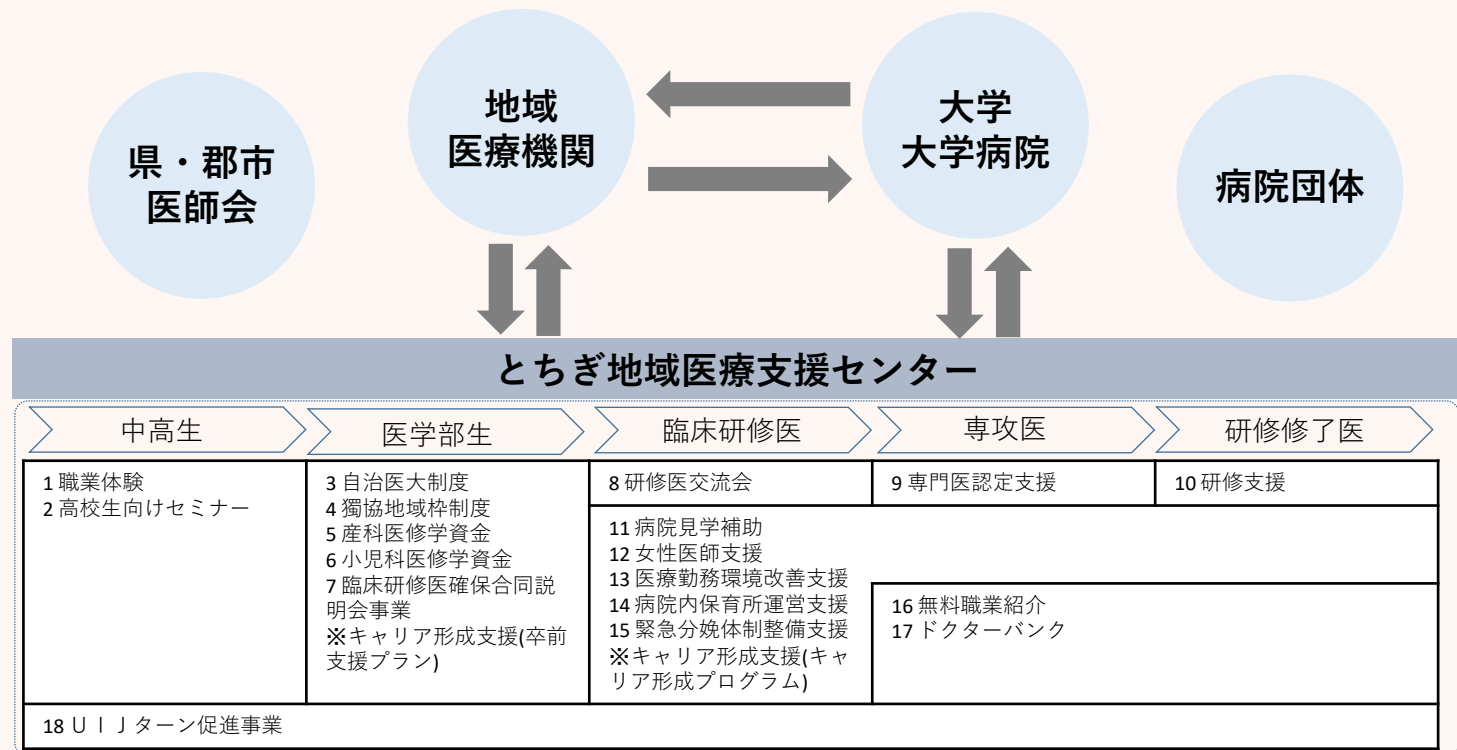 県・郡市
医師会
地域
医療機関
大学
大学病院
病院団体
とちぎ地域医療支援センター
中高生
医学部生
臨床研修医
専攻医
研修修了医
1 職業体験
2 高校生向けセミナー
3 自治医大制度
4 獨協地域枠制度
5 産科医修学資金
6 小児科医修学資金
7 臨床研修医確保合同説
明会事業
※キャリア形成支援(卒前
支援プラン)
8 研修医交流会
9 専門医認定支援
10 研修支援
11 病院見学補助
12 女性医師支援
13 医療勤務環境改善支援
14 病院内保育所運営支援
15 緊急分娩体制整備支援
※キャリア形成支援(キャ
リア形成プログラム)
16 無料職業紹介
17 ドクターバンク
18 ＵＩＪターン促進事業